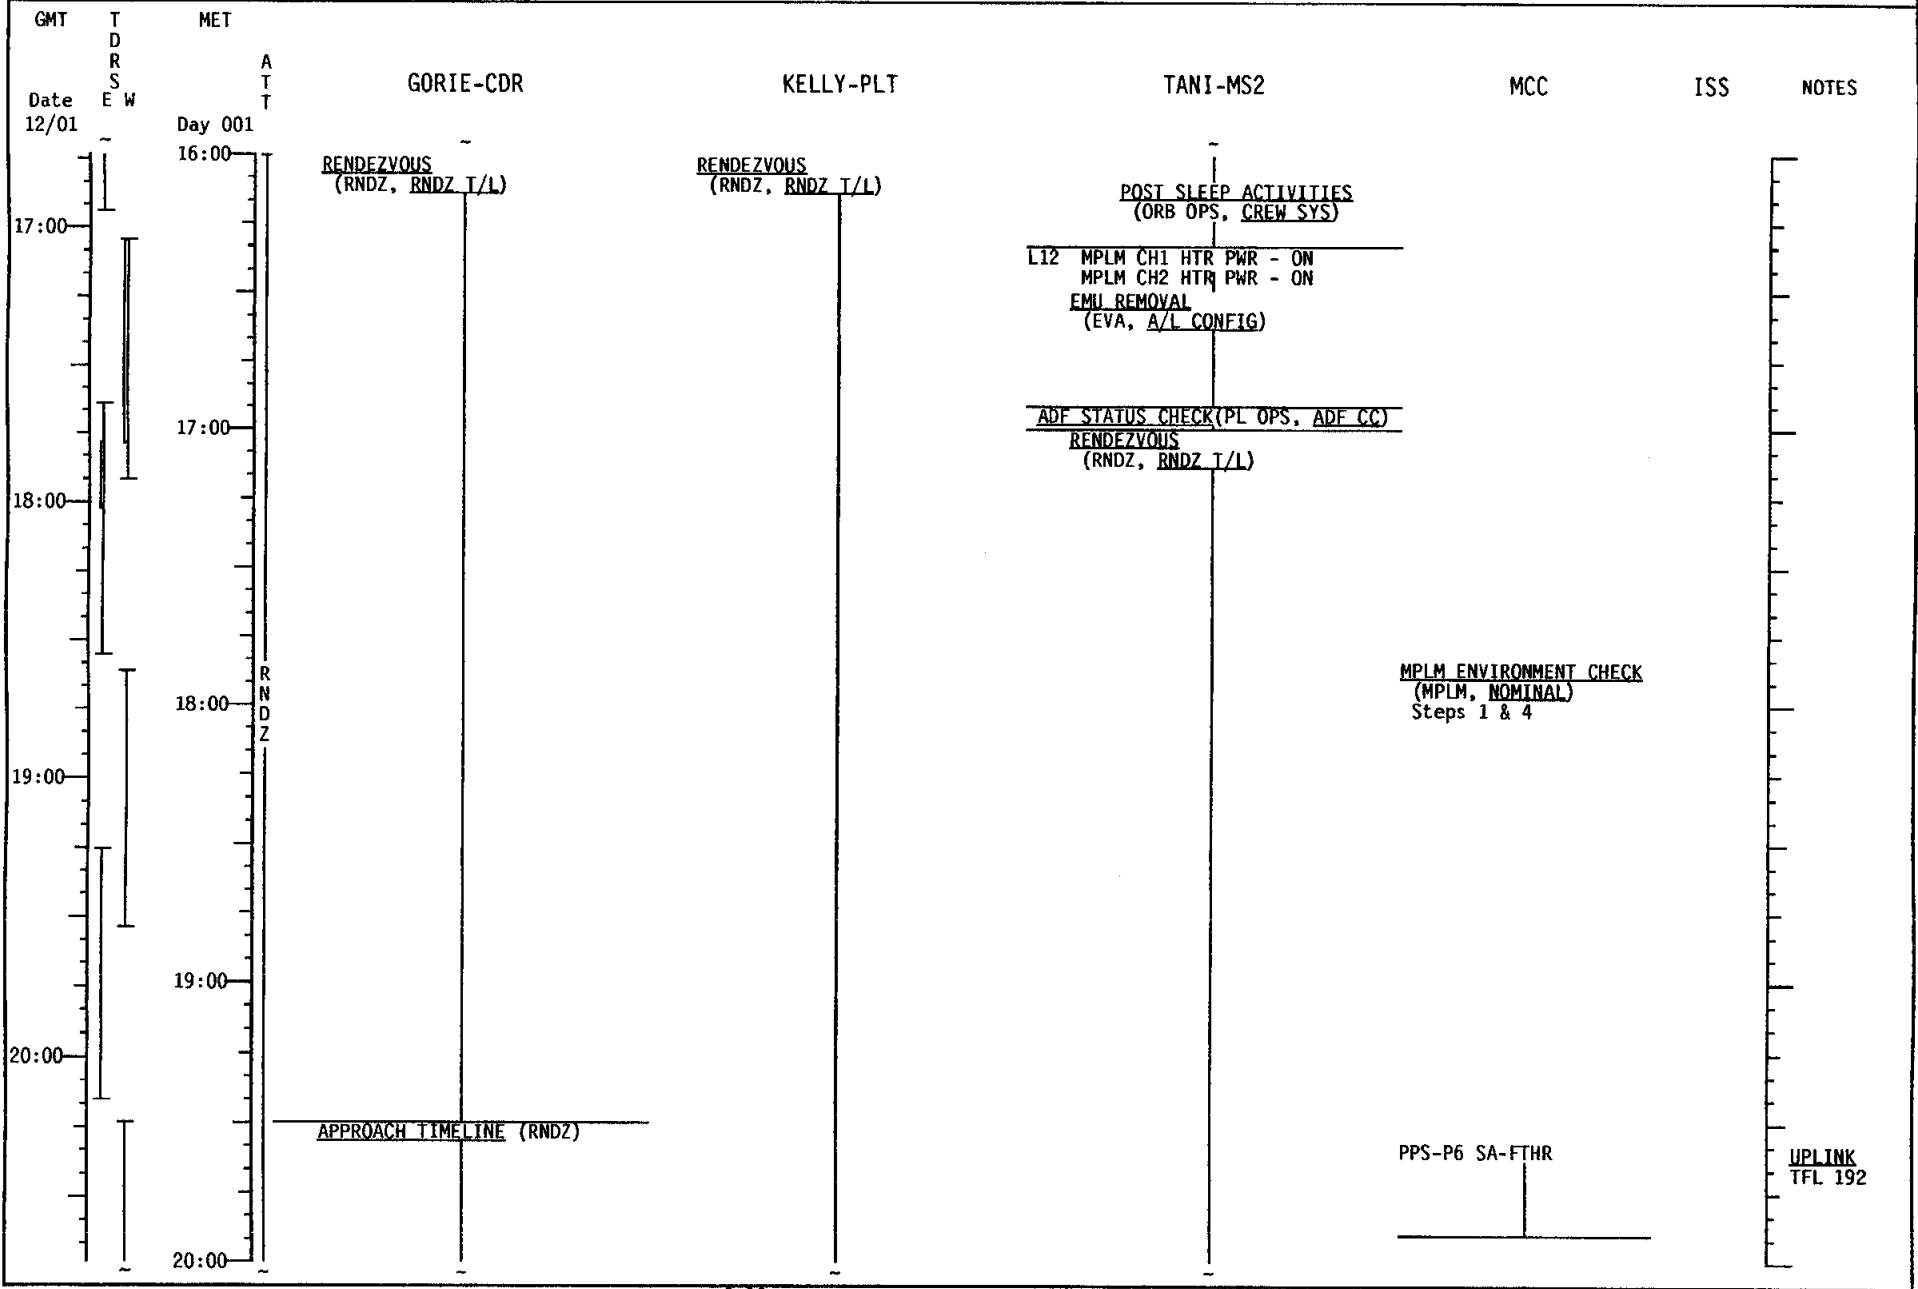 GMT
TDRS
E W
MET
ATT
GORIE-CDR
KELLY-PLT
TANI-MS2
MCC
ISS
NOTES
Date
12/01
Day 001
~
~
~
16:00
RENDEZVOUS
(RNDZ, RNDZ T/L)
RENDEZVOUS
(RNDZ, RNDZ T/L)
POST SLEEP ACTIVITIES
(ORB OPS, CREW SYS)
17:00
L12 MPLM CH1 HTR PWR - ON
MPLM CH2 HTR PWR - ON
EMU REMOVAL
(EVA, A/L CONFIG)
17:00
ADF STATUS CHECK(PL OPS, ADF CC)
RENDEZVOUS
(RNDZ, RNDZ T/L)
18:00
18:00
RNDZ
MPLM ENVIRONMENT CHECK
(MPLM, NOMINAL)
Steps 1 & 4
19:00
19:00
20:00
APPROACH TIMELINE (RNDZ)
PPS-P6 SA-FTHR
UPLINK
TFL 192
20:00
~
~
~
~
~